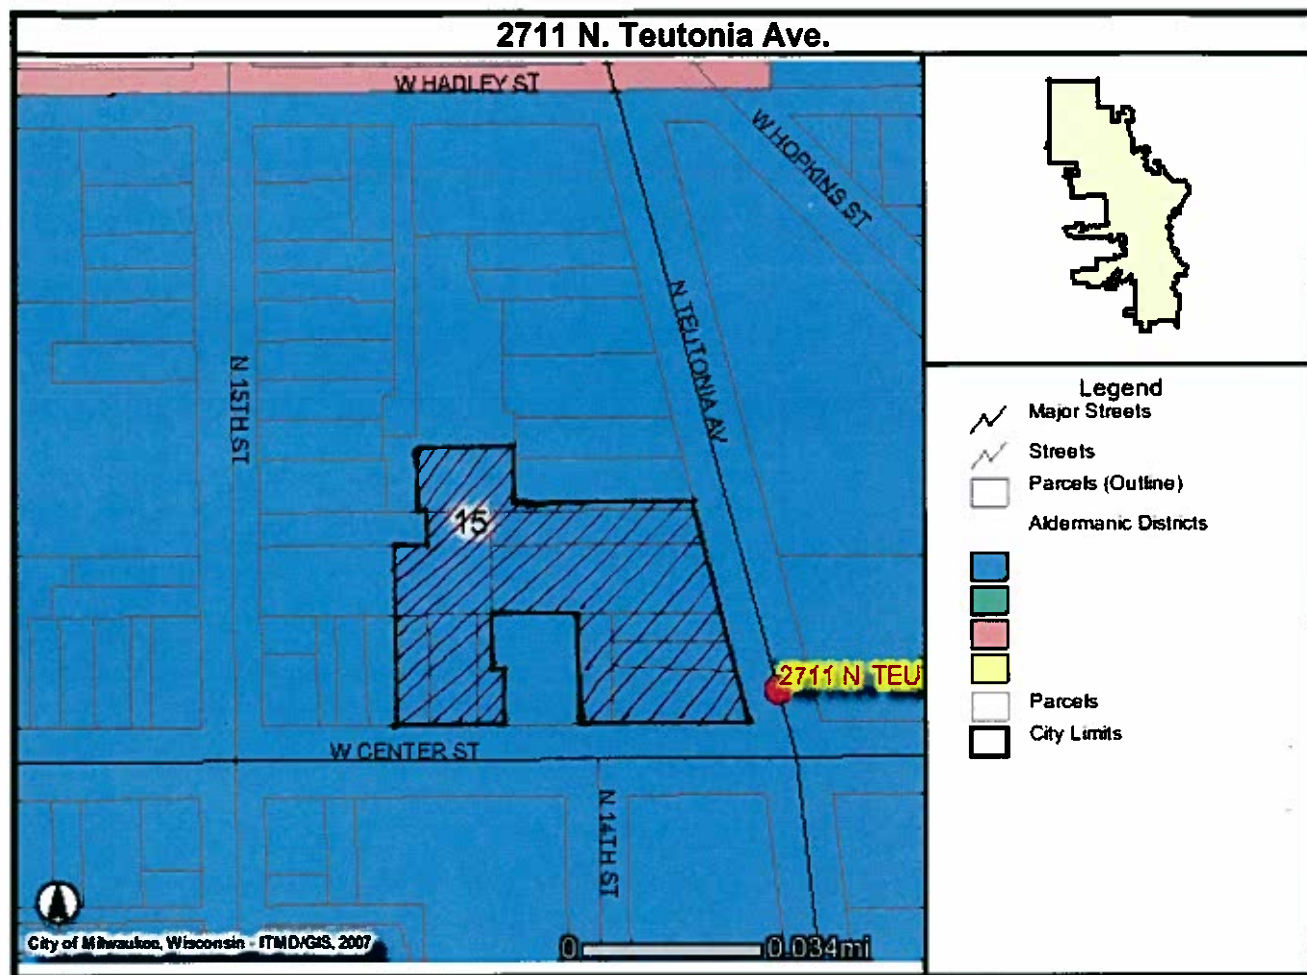 2711 N. Teutonia Ave.
W HADLEY ST
W HOPKINS ST
N TEUTONIA AV
N 15TH ST
15
2711 N TEU
W CENTER ST
N 14TH ST
City of Milwaukee, Wisconsin - ITMD/GIS, 2007
0 0.034mi
Legend
Major Streets
Streets
Parcels (Outline)
Aldermanic Districts
Parcels
City Limits